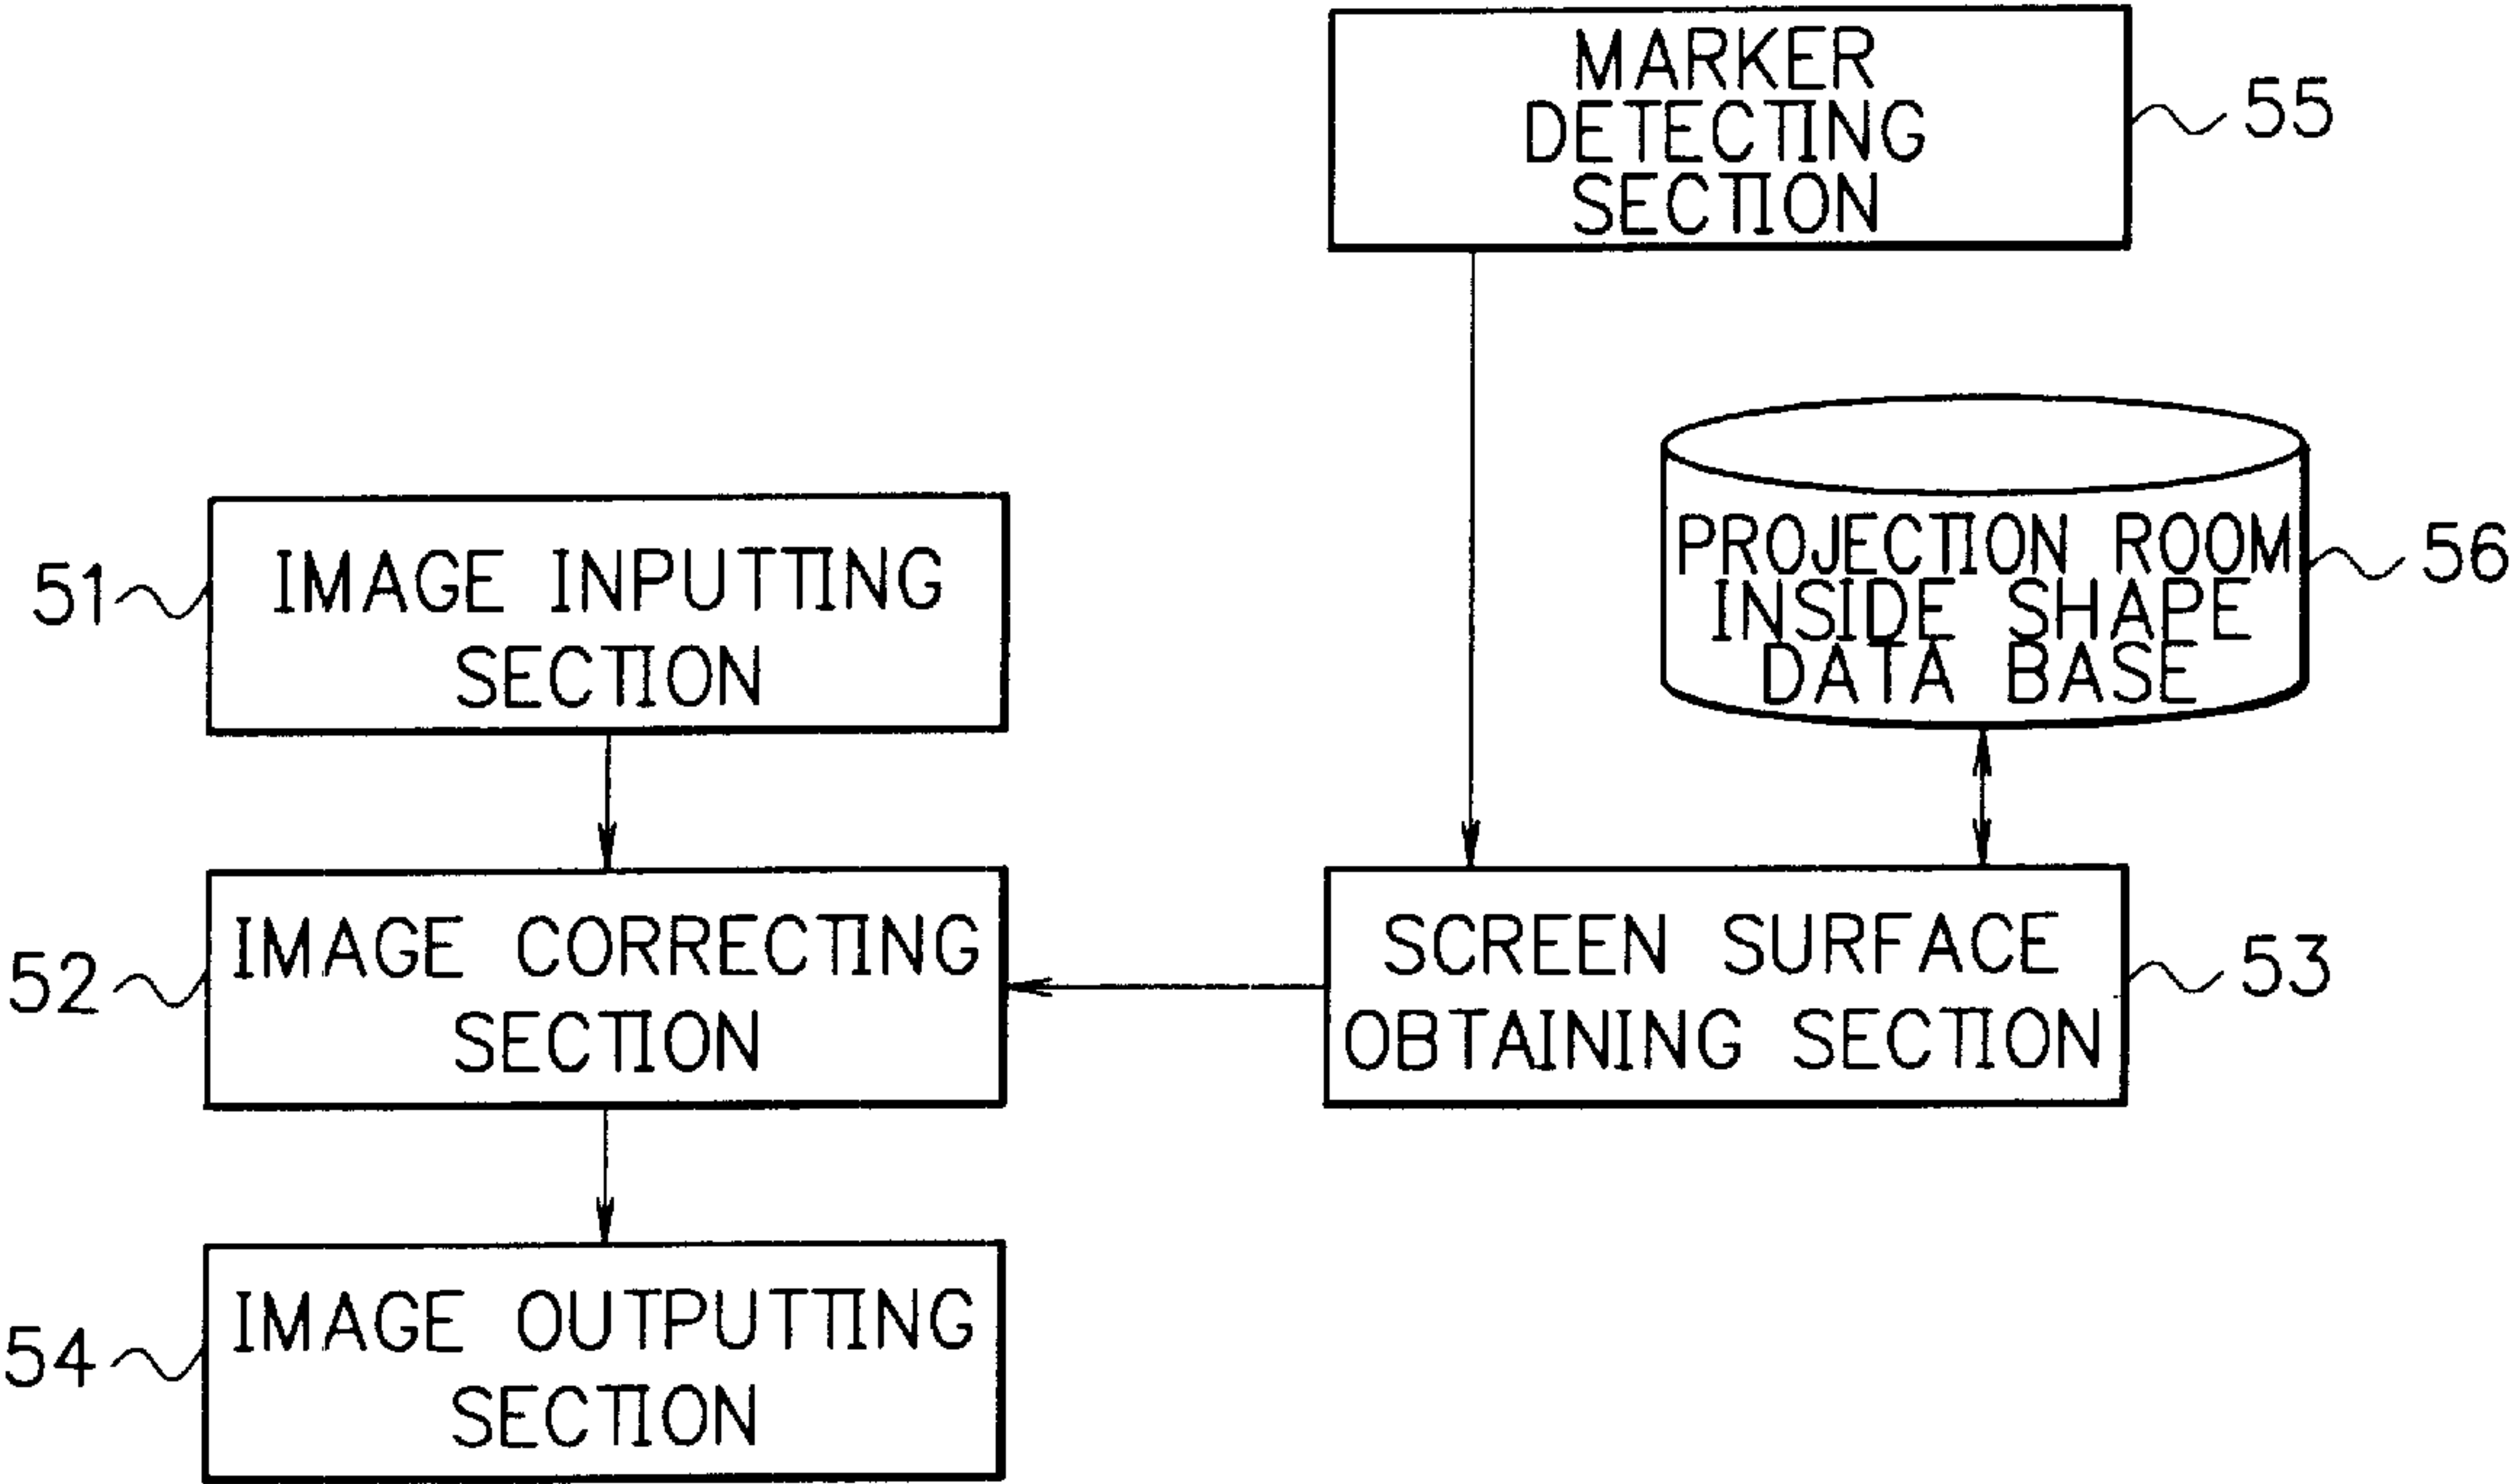 MARKER
DETECTING
SECTION
55
PROJECTION ROOM
INSIDE SHAPE
DATA BASE
56
51
IMAGE INPUTTING
SECTION
52
IMAGE CORRECTING
SECTION
SCREEN SURFACE
OBTAINING SECTION
53
54
IMAGE OUTPUTTING
SECTION